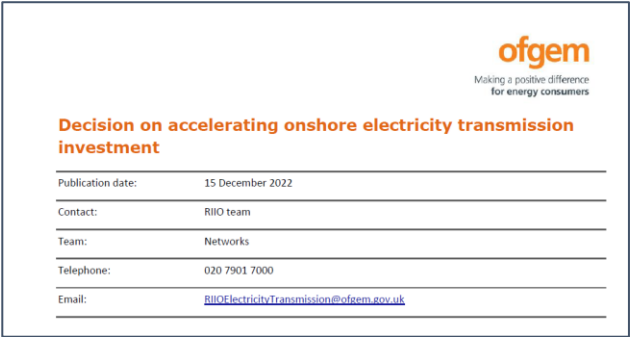 ofgem
Making a positive difference
for energy consumers
Decision on accelerating onshore electricity transmission
investment
Publication date: 15 December 2022
Contact: RIIO team
Team: Networks
Telephone: 020 7901 7000
Email: RIIOElectricityTransmission@ofgem.gov.uk